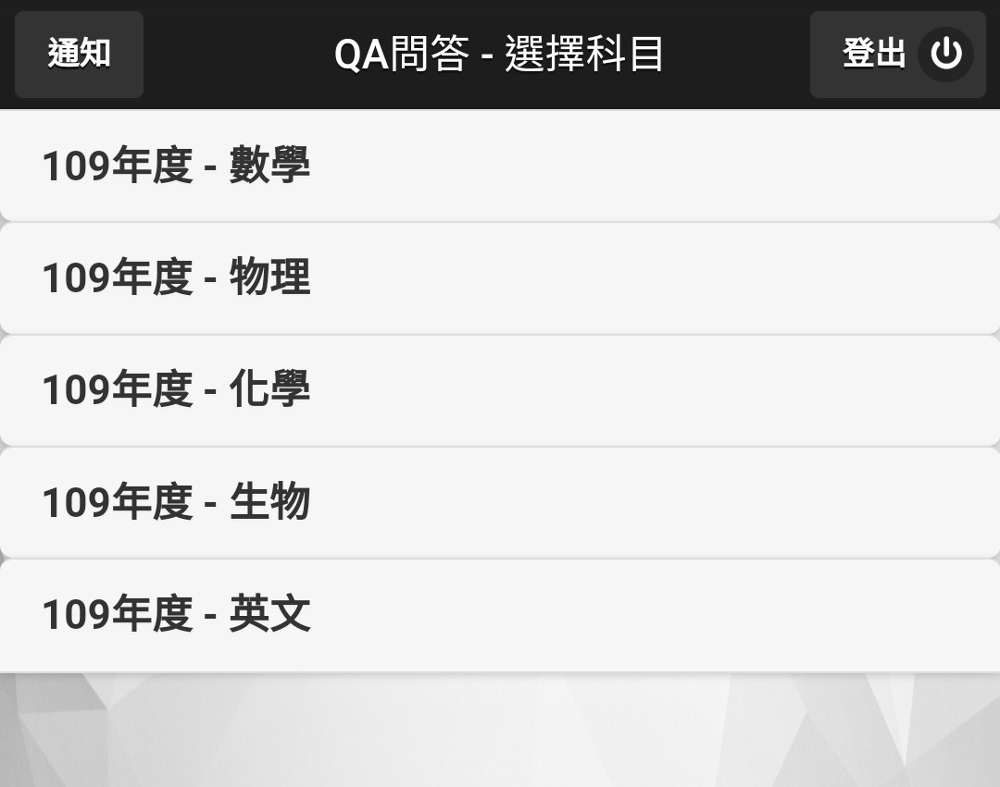 通知
QA問答 - 選擇科目
登出
109年度 - 數學
109年度 - 物理
109年度 - 化學
109年度 - 生物
109年度 - 英文